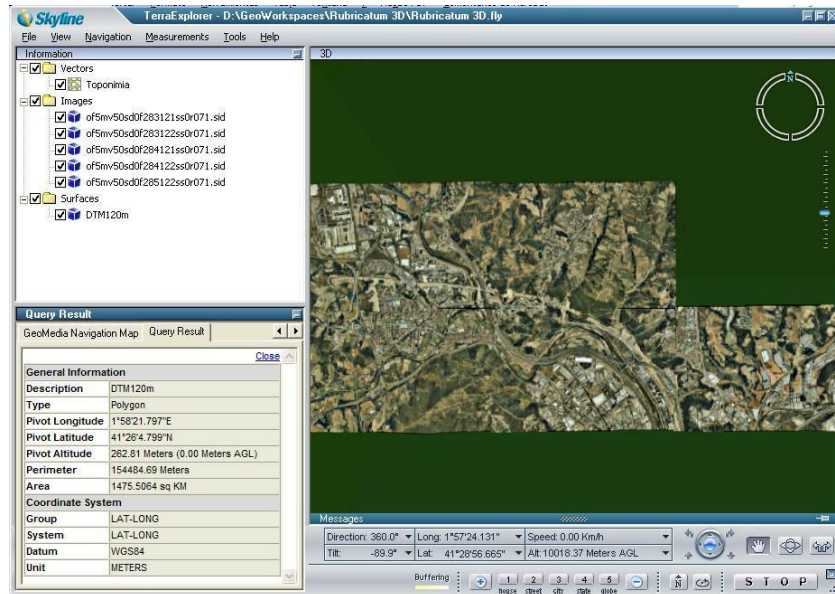 Skyline
TerraExplorer - D:\GeoWorkspaces\Rubricatum 3D\Rubricatum 3D.fly
File View Navigation Measurements Tools Help
Information
Vectors
Toponimia
Images
of5mv50sd0f283121ss0r071.sid
of5mv50sd0f283122ss0r071.sid
of5mv50sd0f284121ss0r071.sid
of5mv50sd0f284122ss0r071.sid
of5mv50sd0f285122ss0r071.sid
Surfaces
DTM120m
Query Result
GeoMedia Navigation Map Query Result
Close
General Information
Description DTM120m
Type Polygon
Pivot Longitude 1°58'21.797"E
Pivot Latitude 41°26'4.799"N
Pivot Altitude 262.81 Meters (0.00 Meters AGL)
Perimeter 154484.69 Meters
Area 1475.5064 sq KM
Coordinate System
Group LAT-LONG
System LAT-LONG
Datum WGS84
Unit METERS
3D
N
Messages
Direction: 360.0° Long: 1°57'24.131" Speed: 0.00 Km/h
Tilt: -89.9° Lat: 41°28'56.665" Alt: 10018.37 Meters AGL
Buffering
1 2 3 4 5
house street city state globe
N
S T O P